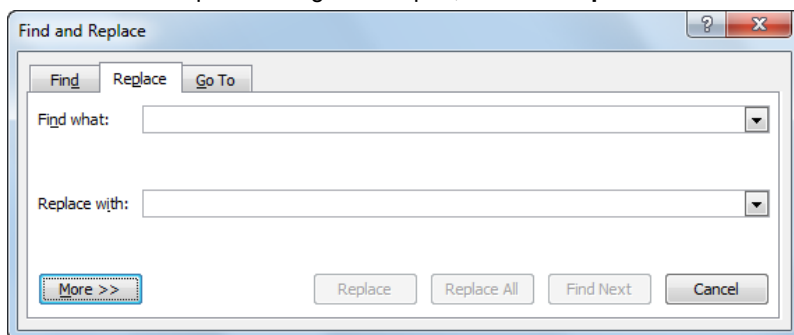 Find and Replace
Find Replace Go To
Find what:
Replace with:
More >> Replace Replace All Find Next Cancel